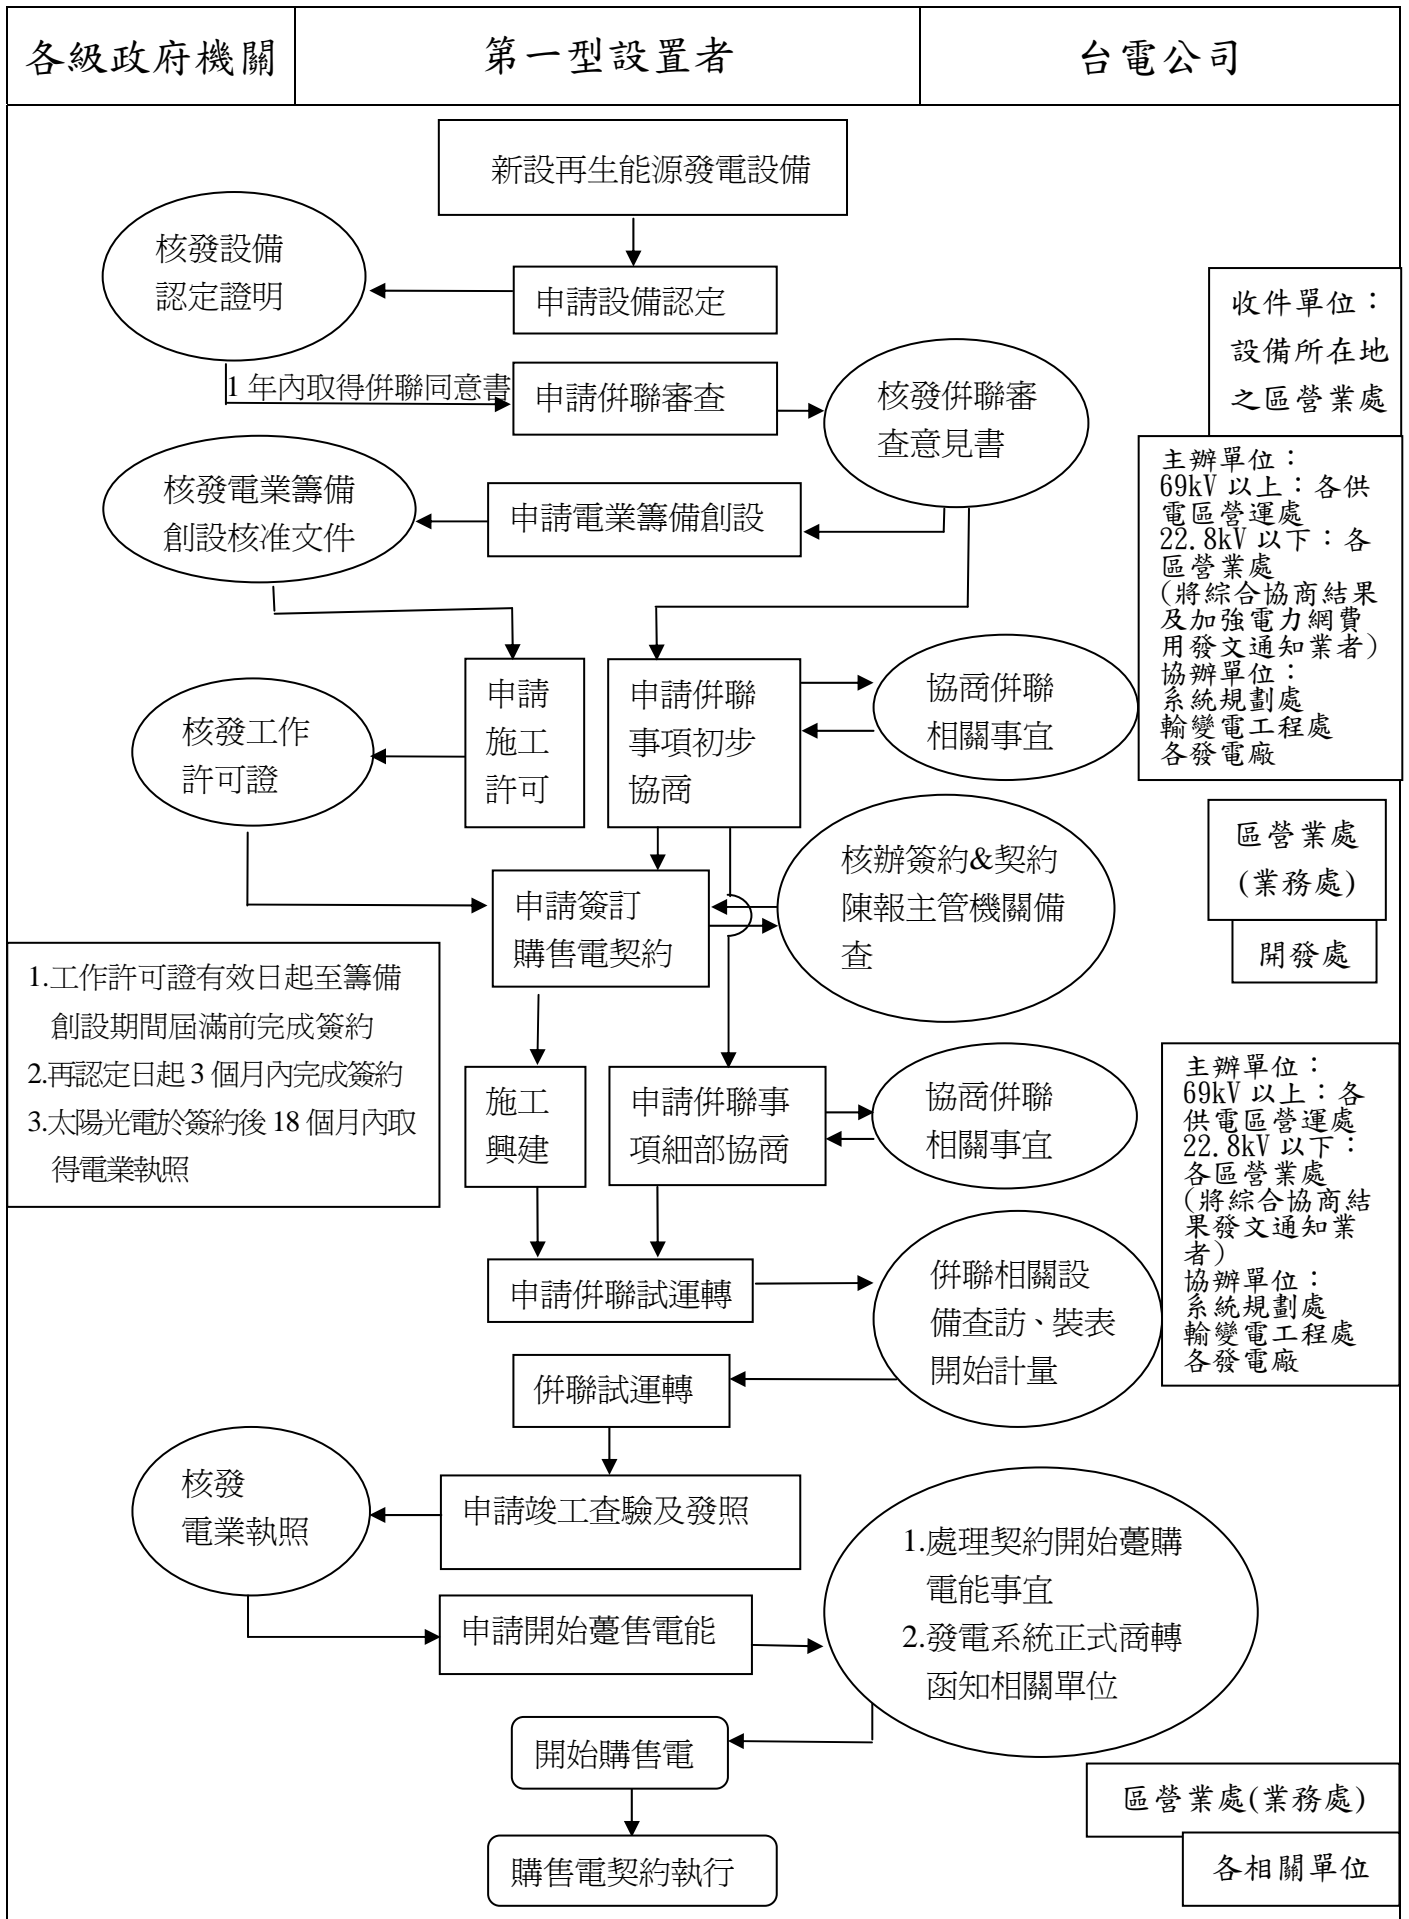 各級政府機關
第一型設置者
台電公司
新設再生能源發電設備
核發設備
認定證明
申請設備認定
收件單位：
設備所在地
之區營業處
1 年內取得併聯同意書
申請併聯審查
核發併聯審
查意見書
核發電業籌備
創設核准文件
申請電業籌備創設
主辦單位：
69kV 以上：各供
電區營運處
22.8kV 以下：各
區營業處
(將綜合協商結果
及加強電力網費
用發文通知業者)
協辦單位：
系統規劃處
輸變電工程處
各發電廠
申請
施工
許可
申請併聯
事項初步
協商
協商併聯
相關事宜
核發工作
許可證
核辦簽約&契約
陳報主管機關備
查
區營業處
(業務處)
開發處
申請簽訂
購售電契約
1.工作許可證有效日起至籌備
創設期間屆滿前完成簽約
2.再認定日起 3 個月內完成簽約
3.太陽光電於簽約後 18 個月內取
得電業執照
施工
興建
申請併聯事
項細部協商
協商併聯
相關事宜
主辦單位：
69kV 以上：各
供電區營運處
22.8kV 以下：
各區營業處
(將綜合協商結
果發文通知業
者)
協辦單位：
系統規劃處
輸變電工程處
各發電廠
申請併聯試運轉
併聯相關設
備查訪、裝表
開始計量
併聯試運轉
核發
電業執照
申請竣工查驗及發照
1.處理契約開始躉購
電能事宜
2.發電系統正式商轉
函知相關單位
申請開始躉售電能
開始購售電
區營業處(業務處)
各相關單位
購售電契約執行